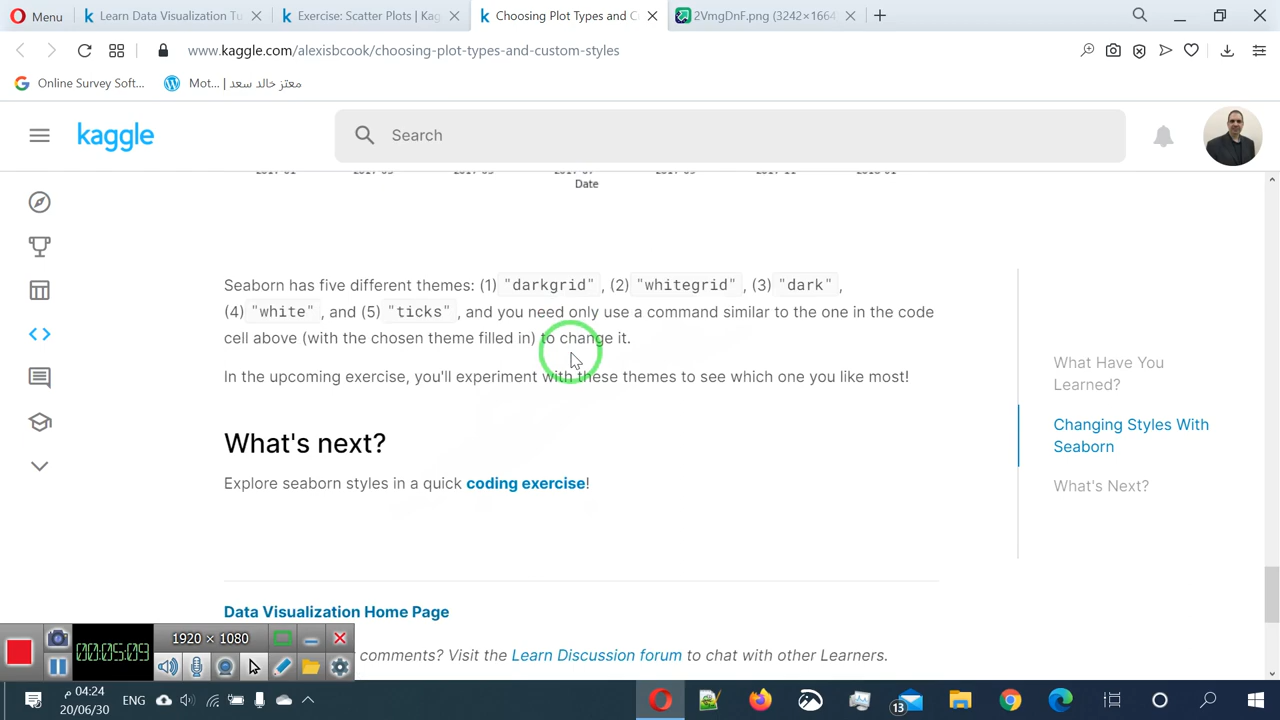 Menu
Learn Data Visualization Tu
Exercise: Scatter Plots | Kag
Choosing Plot Types and C
2VmgDnF.png (3242×1664
www.kaggle.com/alexisbcook/choosing-plot-types-and-custom-styles
Online Survey Soft...
Mot... | معتز خالد سعد
kaggle
Search
Date
Seaborn has five different themes: (1) "darkgrid", (2) "whitegrid", (3) "dark",
(4) "white", and (5) "ticks", and you need only use a command similar to the one in the code
cell above (with the chosen theme filled in) to change it.
In the upcoming exercise, you'll experiment with these themes to see which one you like most!
What's next?
Explore seaborn styles in a quick coding exercise!
What Have You
Learned?
Changing Styles With
Seaborn
What's Next?
Data Visualization Home Page
comments? Visit the Learn Discussion forum to chat with other Learners.
00:05:03
1920 × 1080
04:24 م
20/06/30
ENG
13